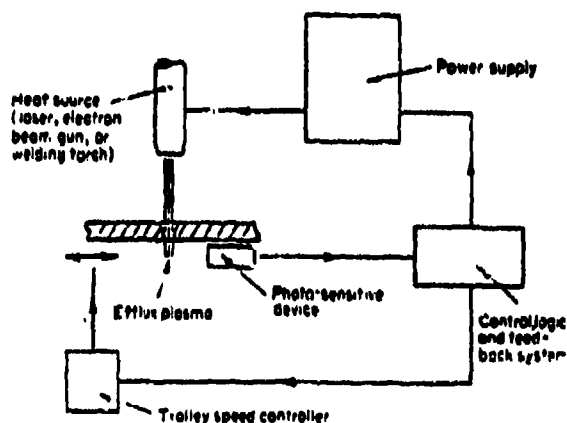 Heat source
(laser, electron
beam gun, or
welding torch)
Power supply
Efflux plasma
Photo-sensitive
device
Control logic
and feed-
back system
Trolley speed controller